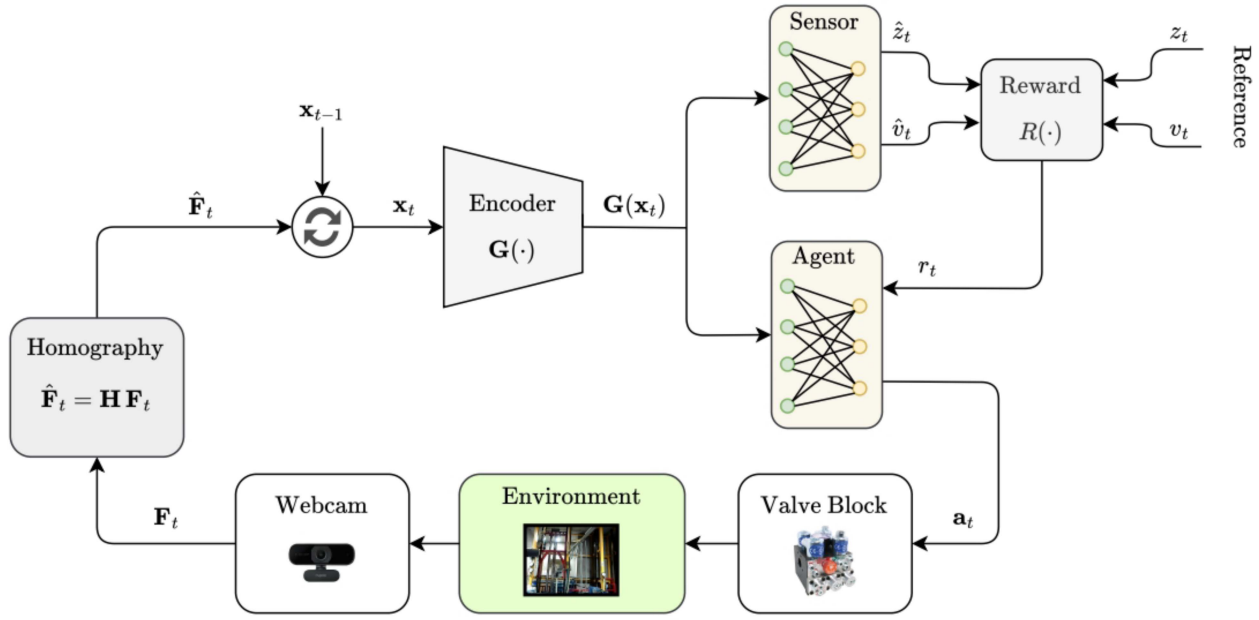 Sensor
ẑ_t
z_t
Reference
Reward
R(·)
v̂_t
v_t
𝐱_{t−1}
𝐅̂_t
𝐱_t
Encoder
𝐆(·)
𝐆(𝐱_t)
Agent
r_t
Homography
𝐅̂_t = 𝐇 𝐅_t
Webcam
Environment
Valve Block
𝐅_t
𝐚_t